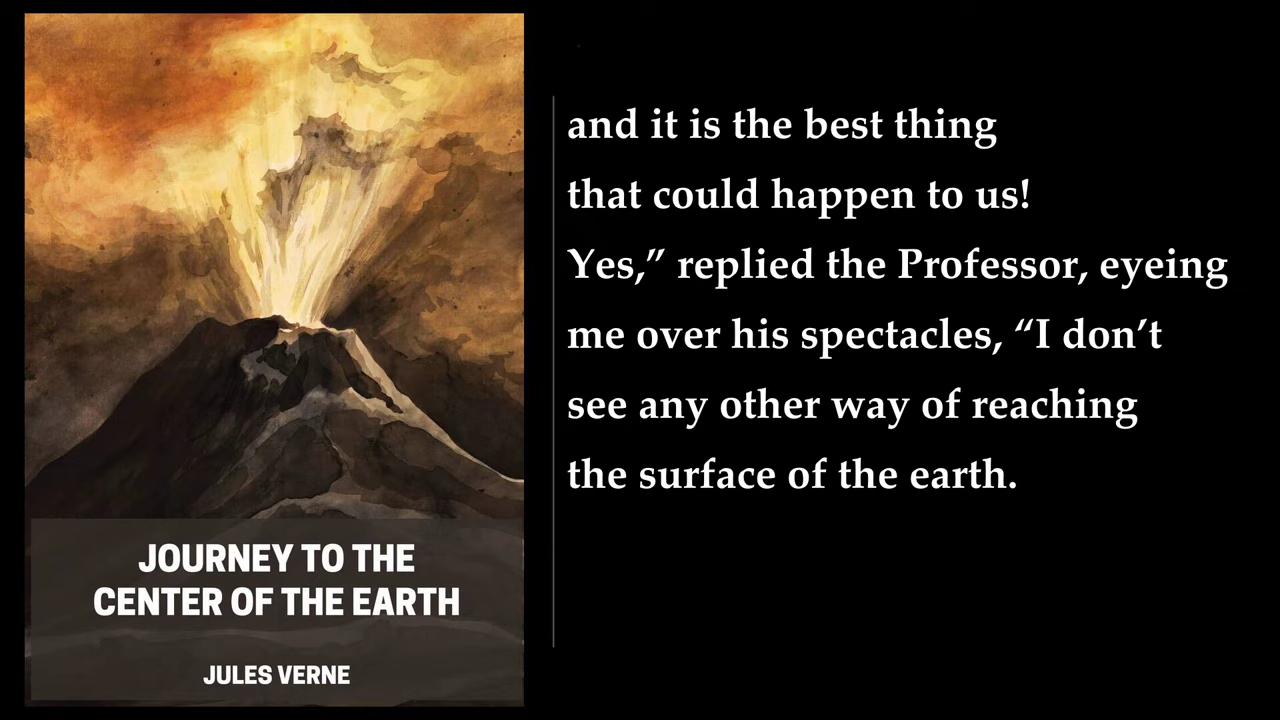 JOURNEY TO THE
CENTER OF THE EARTH
JULES VERNE
and it is the best thing
that could happen to us!
Yes,” replied the Professor, eyeing
me over his spectacles, “I don’t
see any other way of reaching
the surface of the earth.